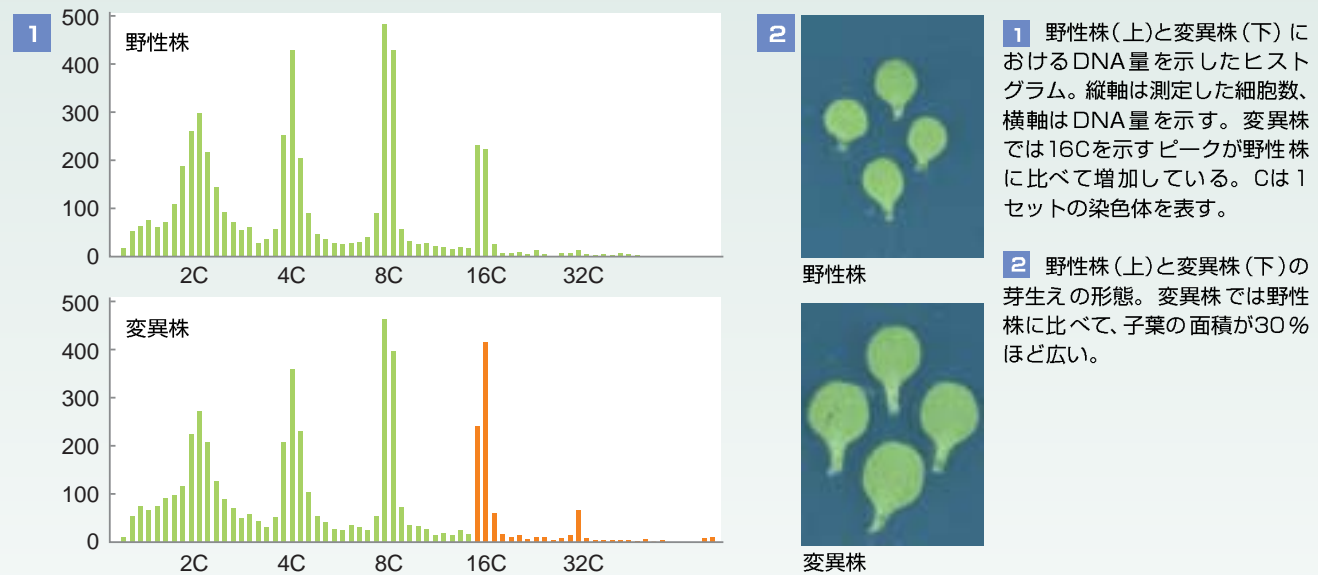 1
500
400
300
200
100
0
野性株
2C 4C 8C 16C 32C
500
400
300
200
100
0
変異株
2C 4C 8C 16C 32C
2
野性株
変異株
1 野性株(上)と変異株(下)に
おけるDNA量を示したヒスト
グラム。縦軸は測定した細胞数、
横軸はDNA量を示す。変異株
では16Cを示すピークが野性株
に比べて増加している。Cは1
セットの染色体を表す。
2 野性株(上)と変異株(下)の
芽生えの形態。変異株では野性
株に比べて、子葉の面積が30%
ほど広い。